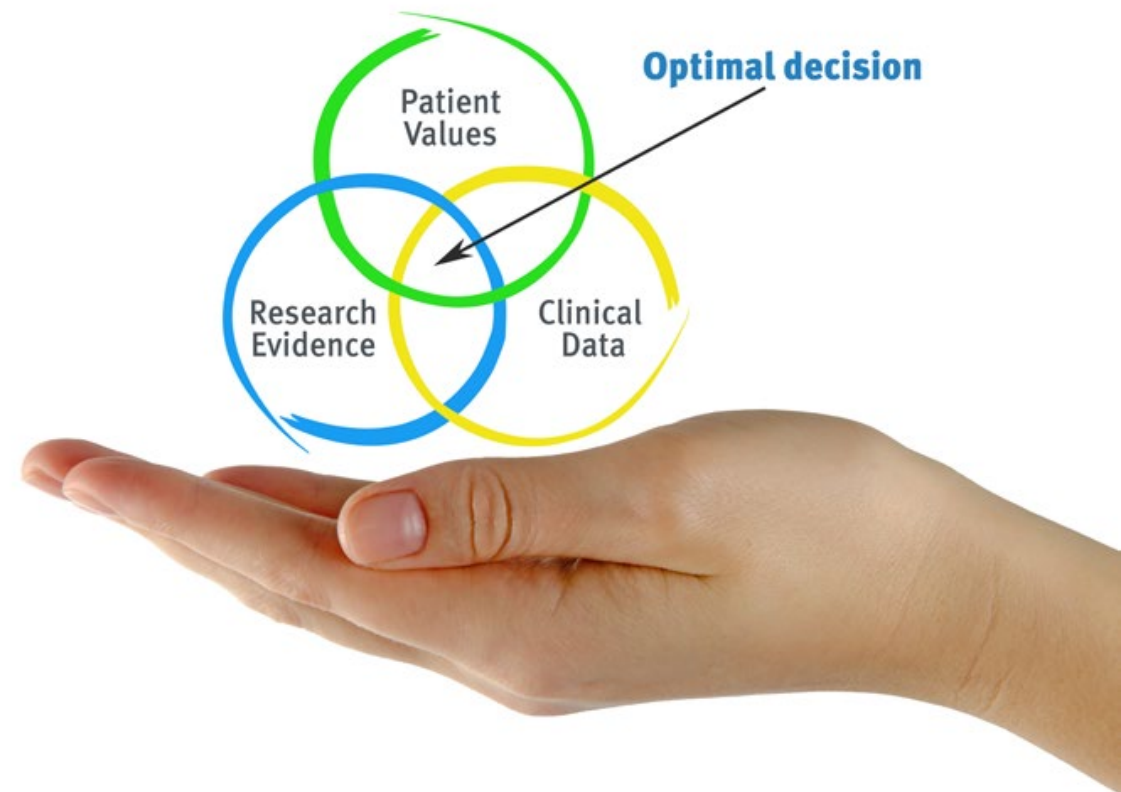 Optimal decision
Patient
Values
Research
Evidence
Clinical
Data